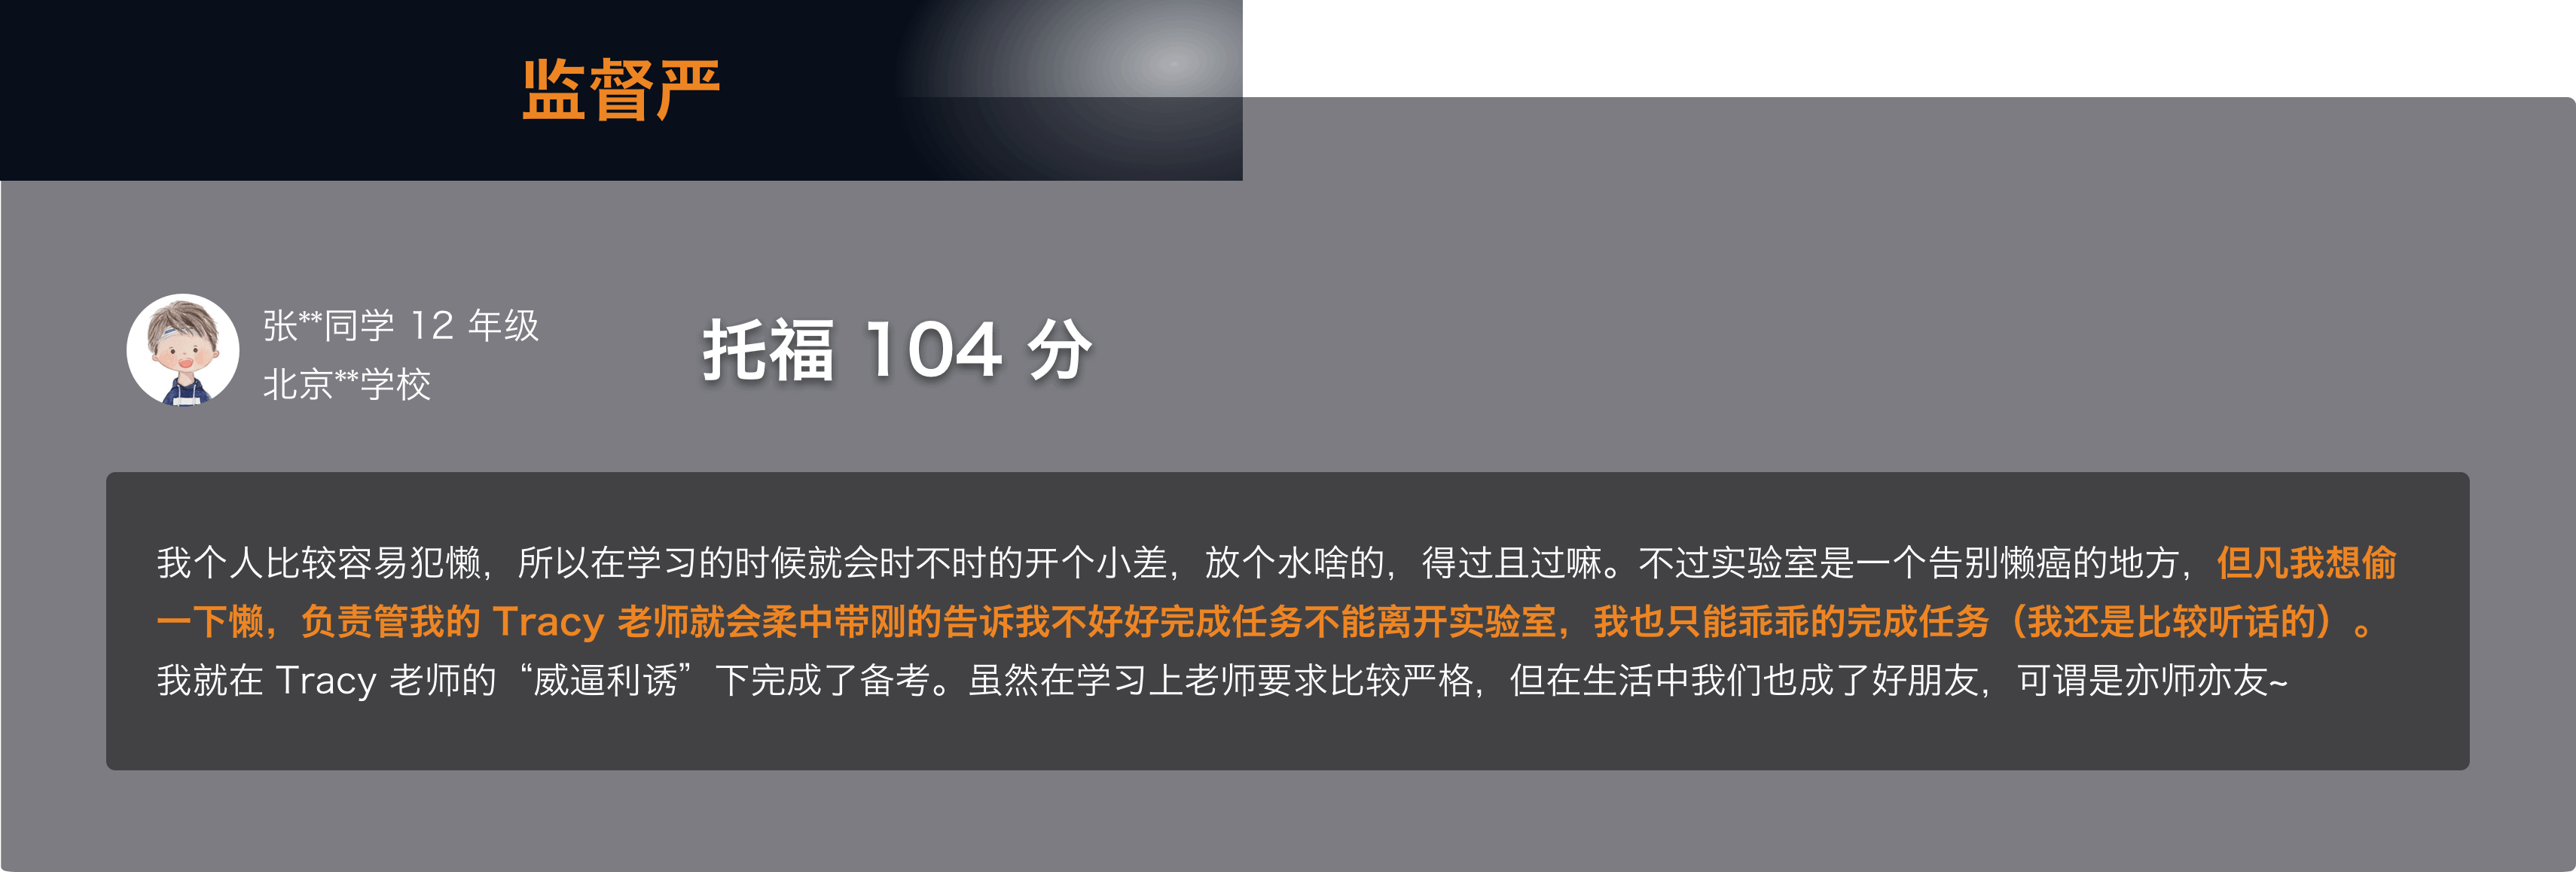 监督严
张**同学 12 年级
北京**学校
托福 104 分
我个人比较容易犯懒，所以在学习的时候就会时不时的开个小差，放个水啥的，得过且过嘛。不过实验室是一个告别懒癌的地方，但凡我想偷
一下懒，负责管我的 Tracy 老师就会柔中带刚的告诉我不好好完成任务不能离开实验室，我也只能乖乖的完成任务（我还是比较听话的）。
我就在 Tracy 老师的“威逼利诱”下完成了备考。虽然在学习上老师要求比较严格，但在生活中我们也成了好朋友，可谓是亦师亦友~